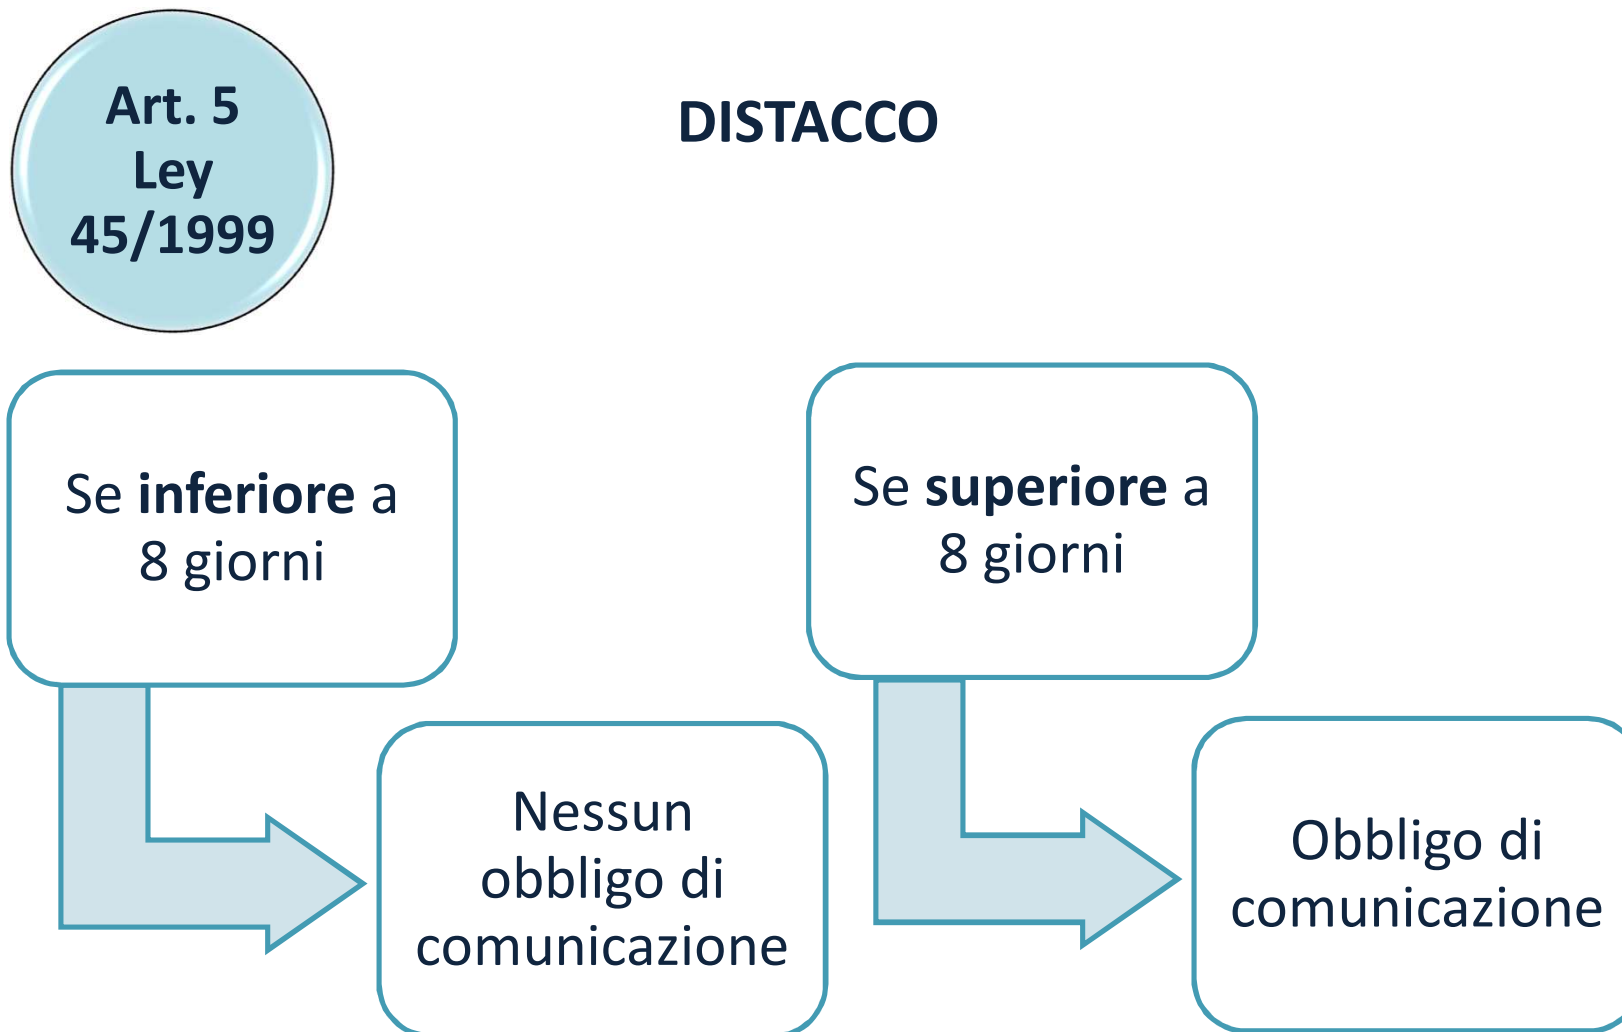 Art. 5
Ley
45/1999
DISTACCO
Se inferiore a
8 giorni
Nessun
obbligo di
comunicazione
Se superiore a
8 giorni
Obbligo di
comunicazione